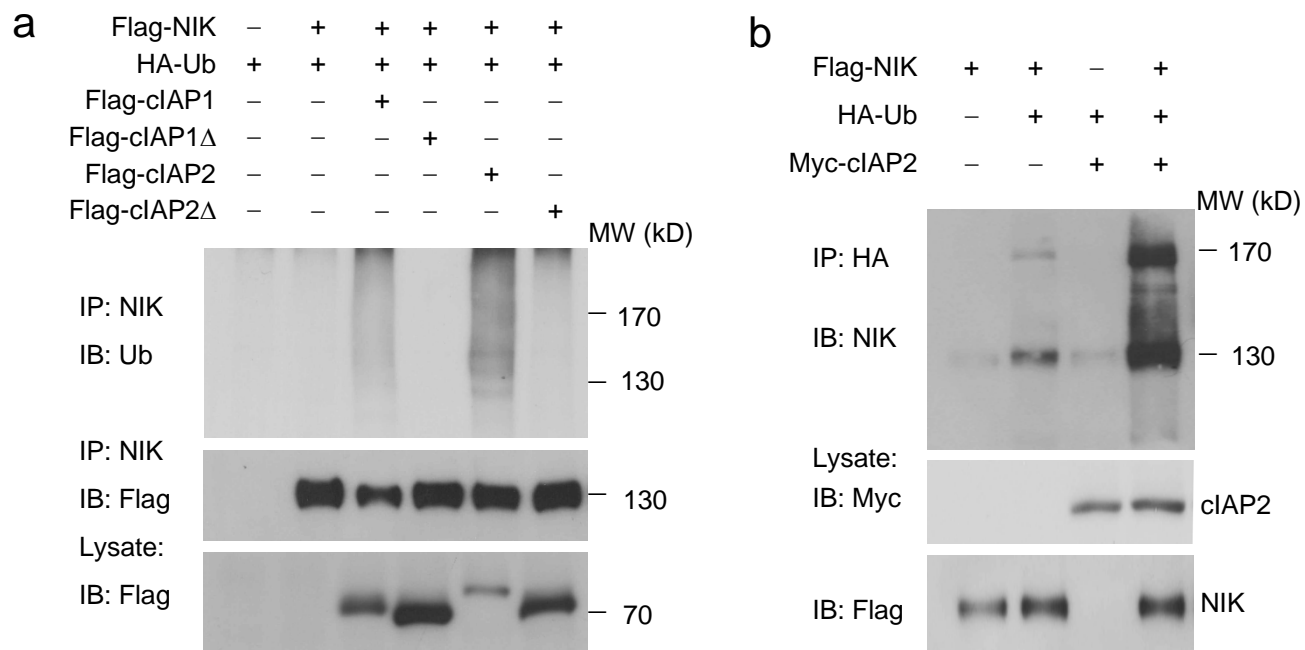 a
Flag-NIK – + + + + +
HA-Ub + + + + + +
Flag-cIAP1 – – + – – –
Flag-cIAP1Δ – – – + – –
Flag-cIAP2 – – – – + –
Flag-cIAP2Δ – – – – – +
MW (kD)
IP: NIK
IB: Ub
– 170
– 130
IP: NIK
IB: Flag
– 130
Lysate:
IB: Flag
– 70
b
Flag-NIK + + – +
HA-Ub – + + +
Myc-cIAP2 – – + +
MW (kD)
IP: HA
– 170
IB: NIK
– 130
Lysate:
IB: Myc
cIAP2
IB: Flag
NIK